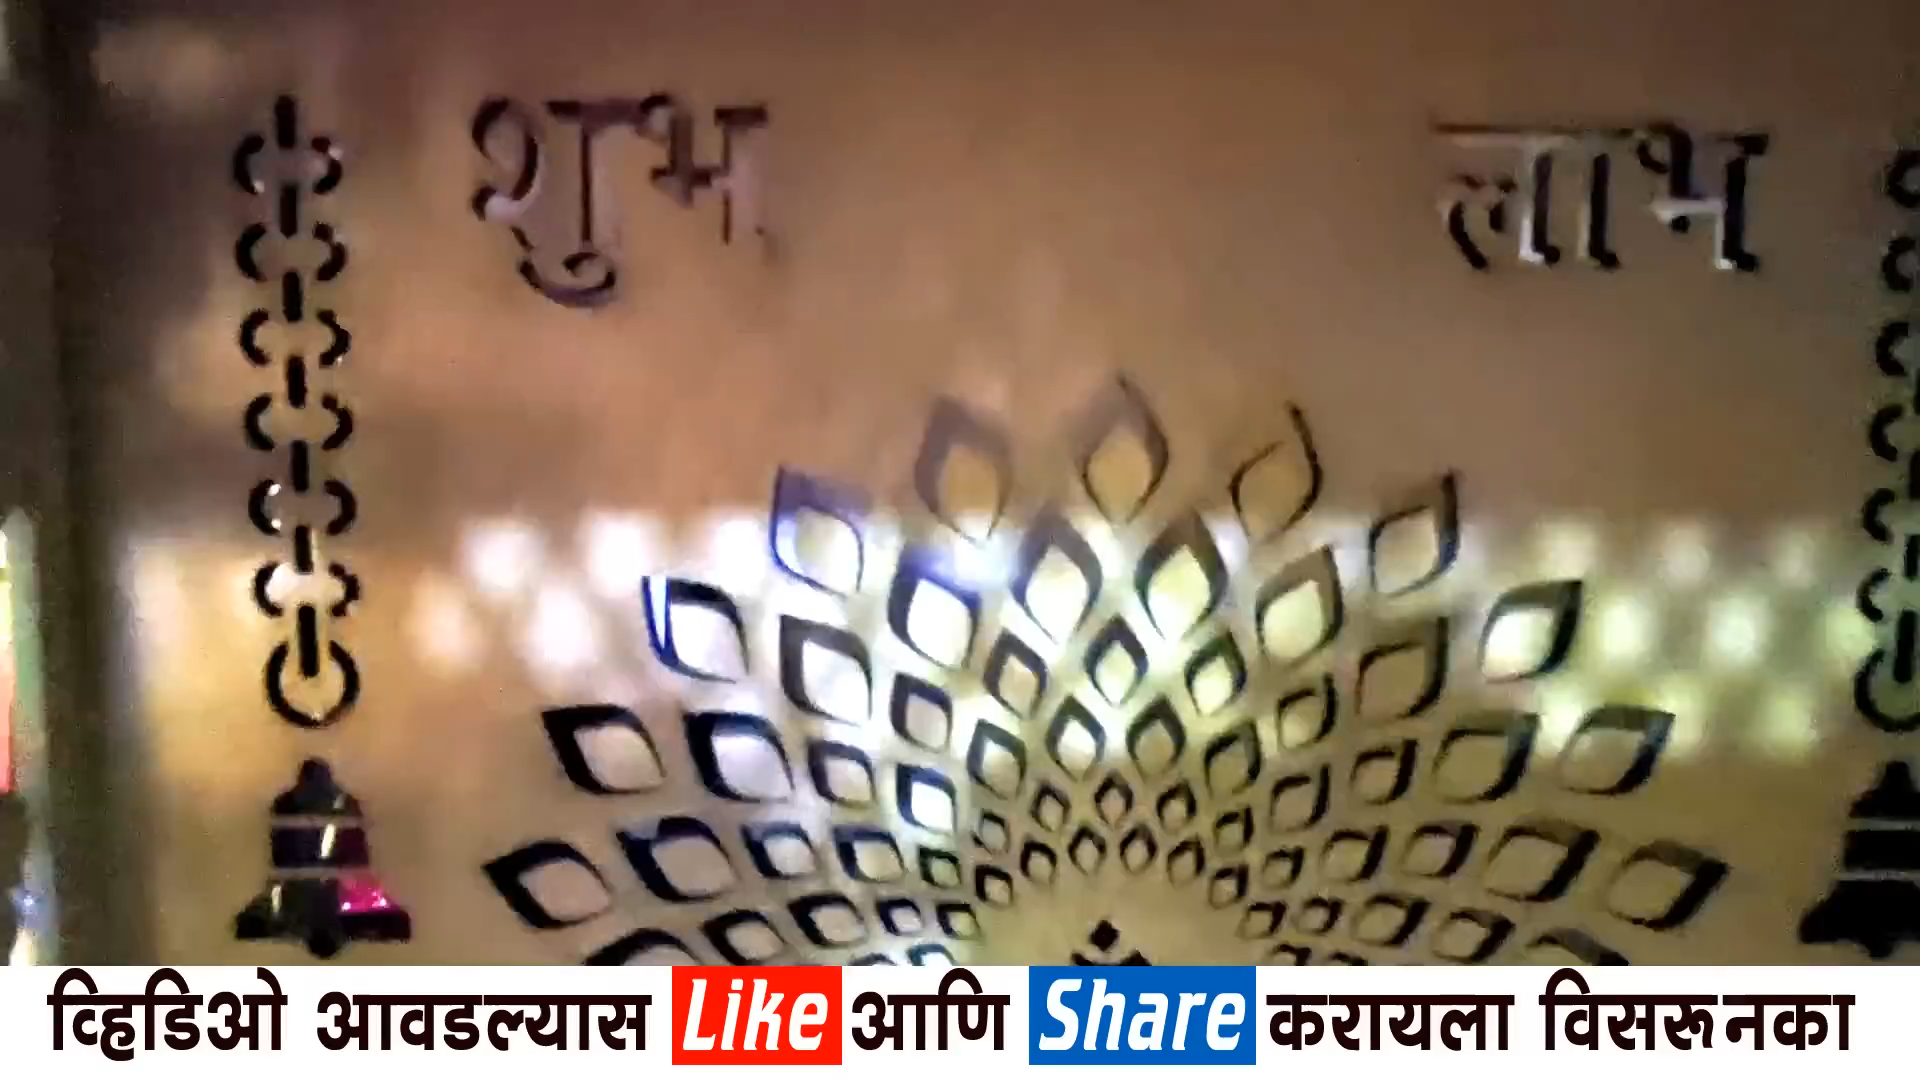 शुभ लाभ
व्हिडिओ आवडल्यास Like आणि Share करायला विसरू नका